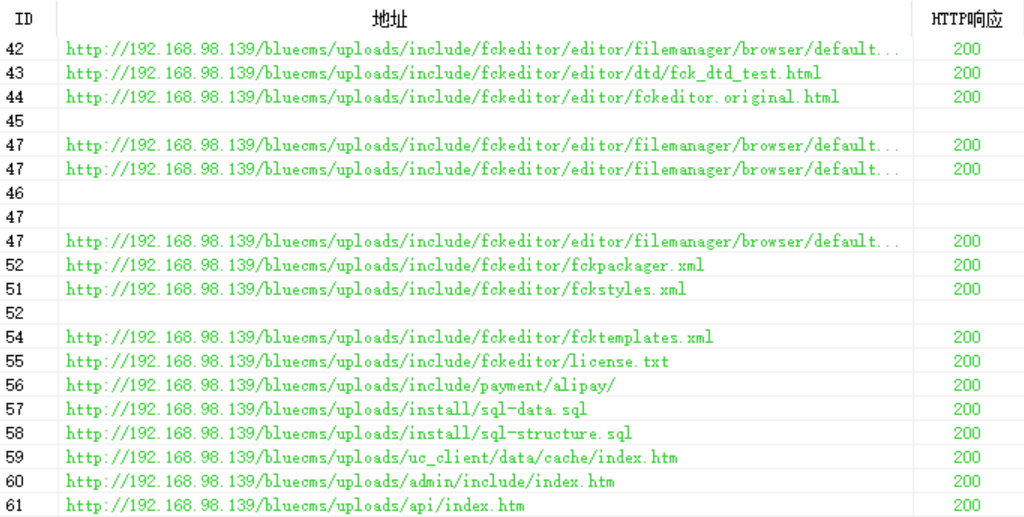 ID 地址 HTTP响应
42 http://192.168.98.139/bluecms/uploads/include/fckeditor/editor/filemanager/browser/default... 200
43 http://192.168.98.139/bluecms/uploads/include/fckeditor/editor/dtd/fck_dtd_test.html 200
44 http://192.168.98.139/bluecms/uploads/include/fckeditor/editor/fckeditor.original.html 200
45
47 http://192.168.98.139/bluecms/uploads/include/fckeditor/editor/filemanager/browser/default... 200
47 http://192.168.98.139/bluecms/uploads/include/fckeditor/editor/filemanager/browser/default... 200
46
47
47 http://192.168.98.139/bluecms/uploads/include/fckeditor/editor/filemanager/browser/default... 200
52 http://192.168.98.139/bluecms/uploads/include/fckeditor/fckpackager.xml 200
51 http://192.168.98.139/bluecms/uploads/include/fckeditor/fckstyles.xml 200
52
54 http://192.168.98.139/bluecms/uploads/include/fckeditor/fcktemplates.xml 200
55 http://192.168.98.139/bluecms/uploads/include/fckeditor/license.txt 200
56 http://192.168.98.139/bluecms/uploads/include/payment/alipay/ 200
57 http://192.168.98.139/bluecms/uploads/install/sql-data.sql 200
58 http://192.168.98.139/bluecms/uploads/install/sql-structure.sql 200
59 http://192.168.98.139/bluecms/uploads/uc_client/data/cache/index.htm 200
60 http://192.168.98.139/bluecms/uploads/admin/include/index.htm 200
61 http://192.168.98.139/bluecms/uploads/api/index.htm 200